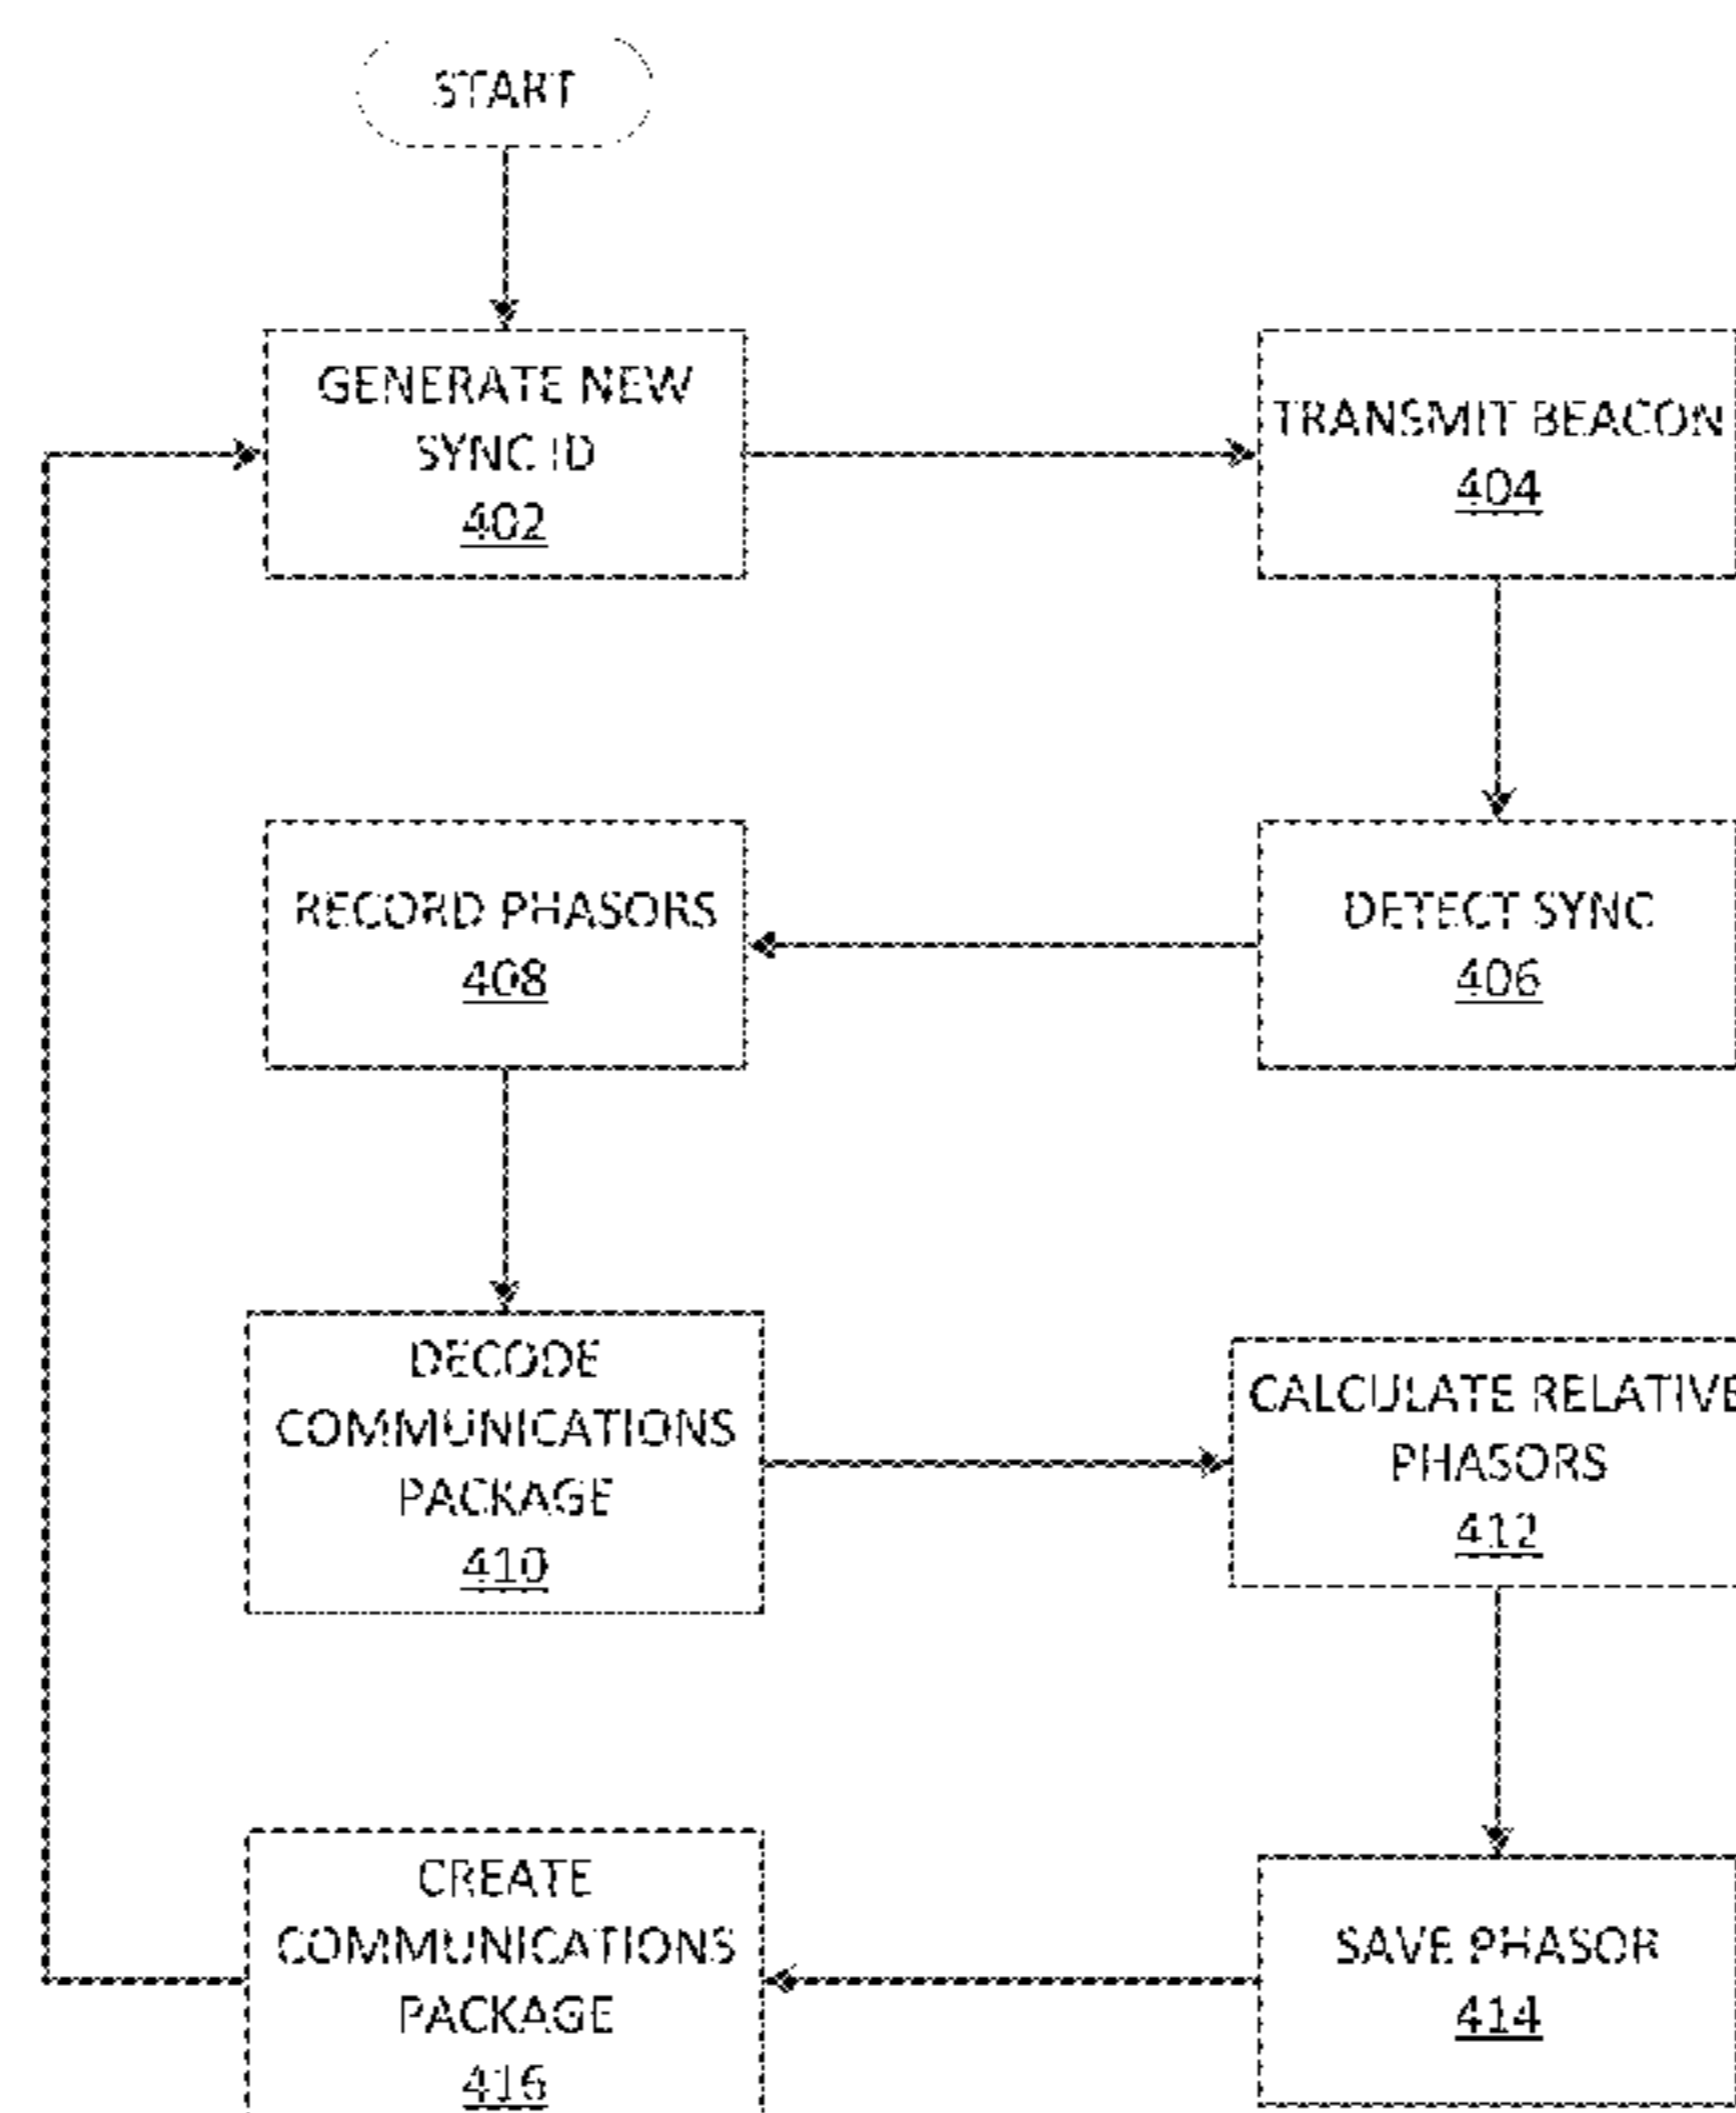 START
GENERATE NEW
SYNC ID
402
TRANSMIT BEACON
404
DETECT SYNC
406
RECORD PHASORS
408
DECODE
COMMUNICATIONS
PACKAGE
410
CALCULATE RELATIVE
PHASORS
412
SAVE PHASOR
414
CREATE
COMMUNICATIONS
PACKAGE
416